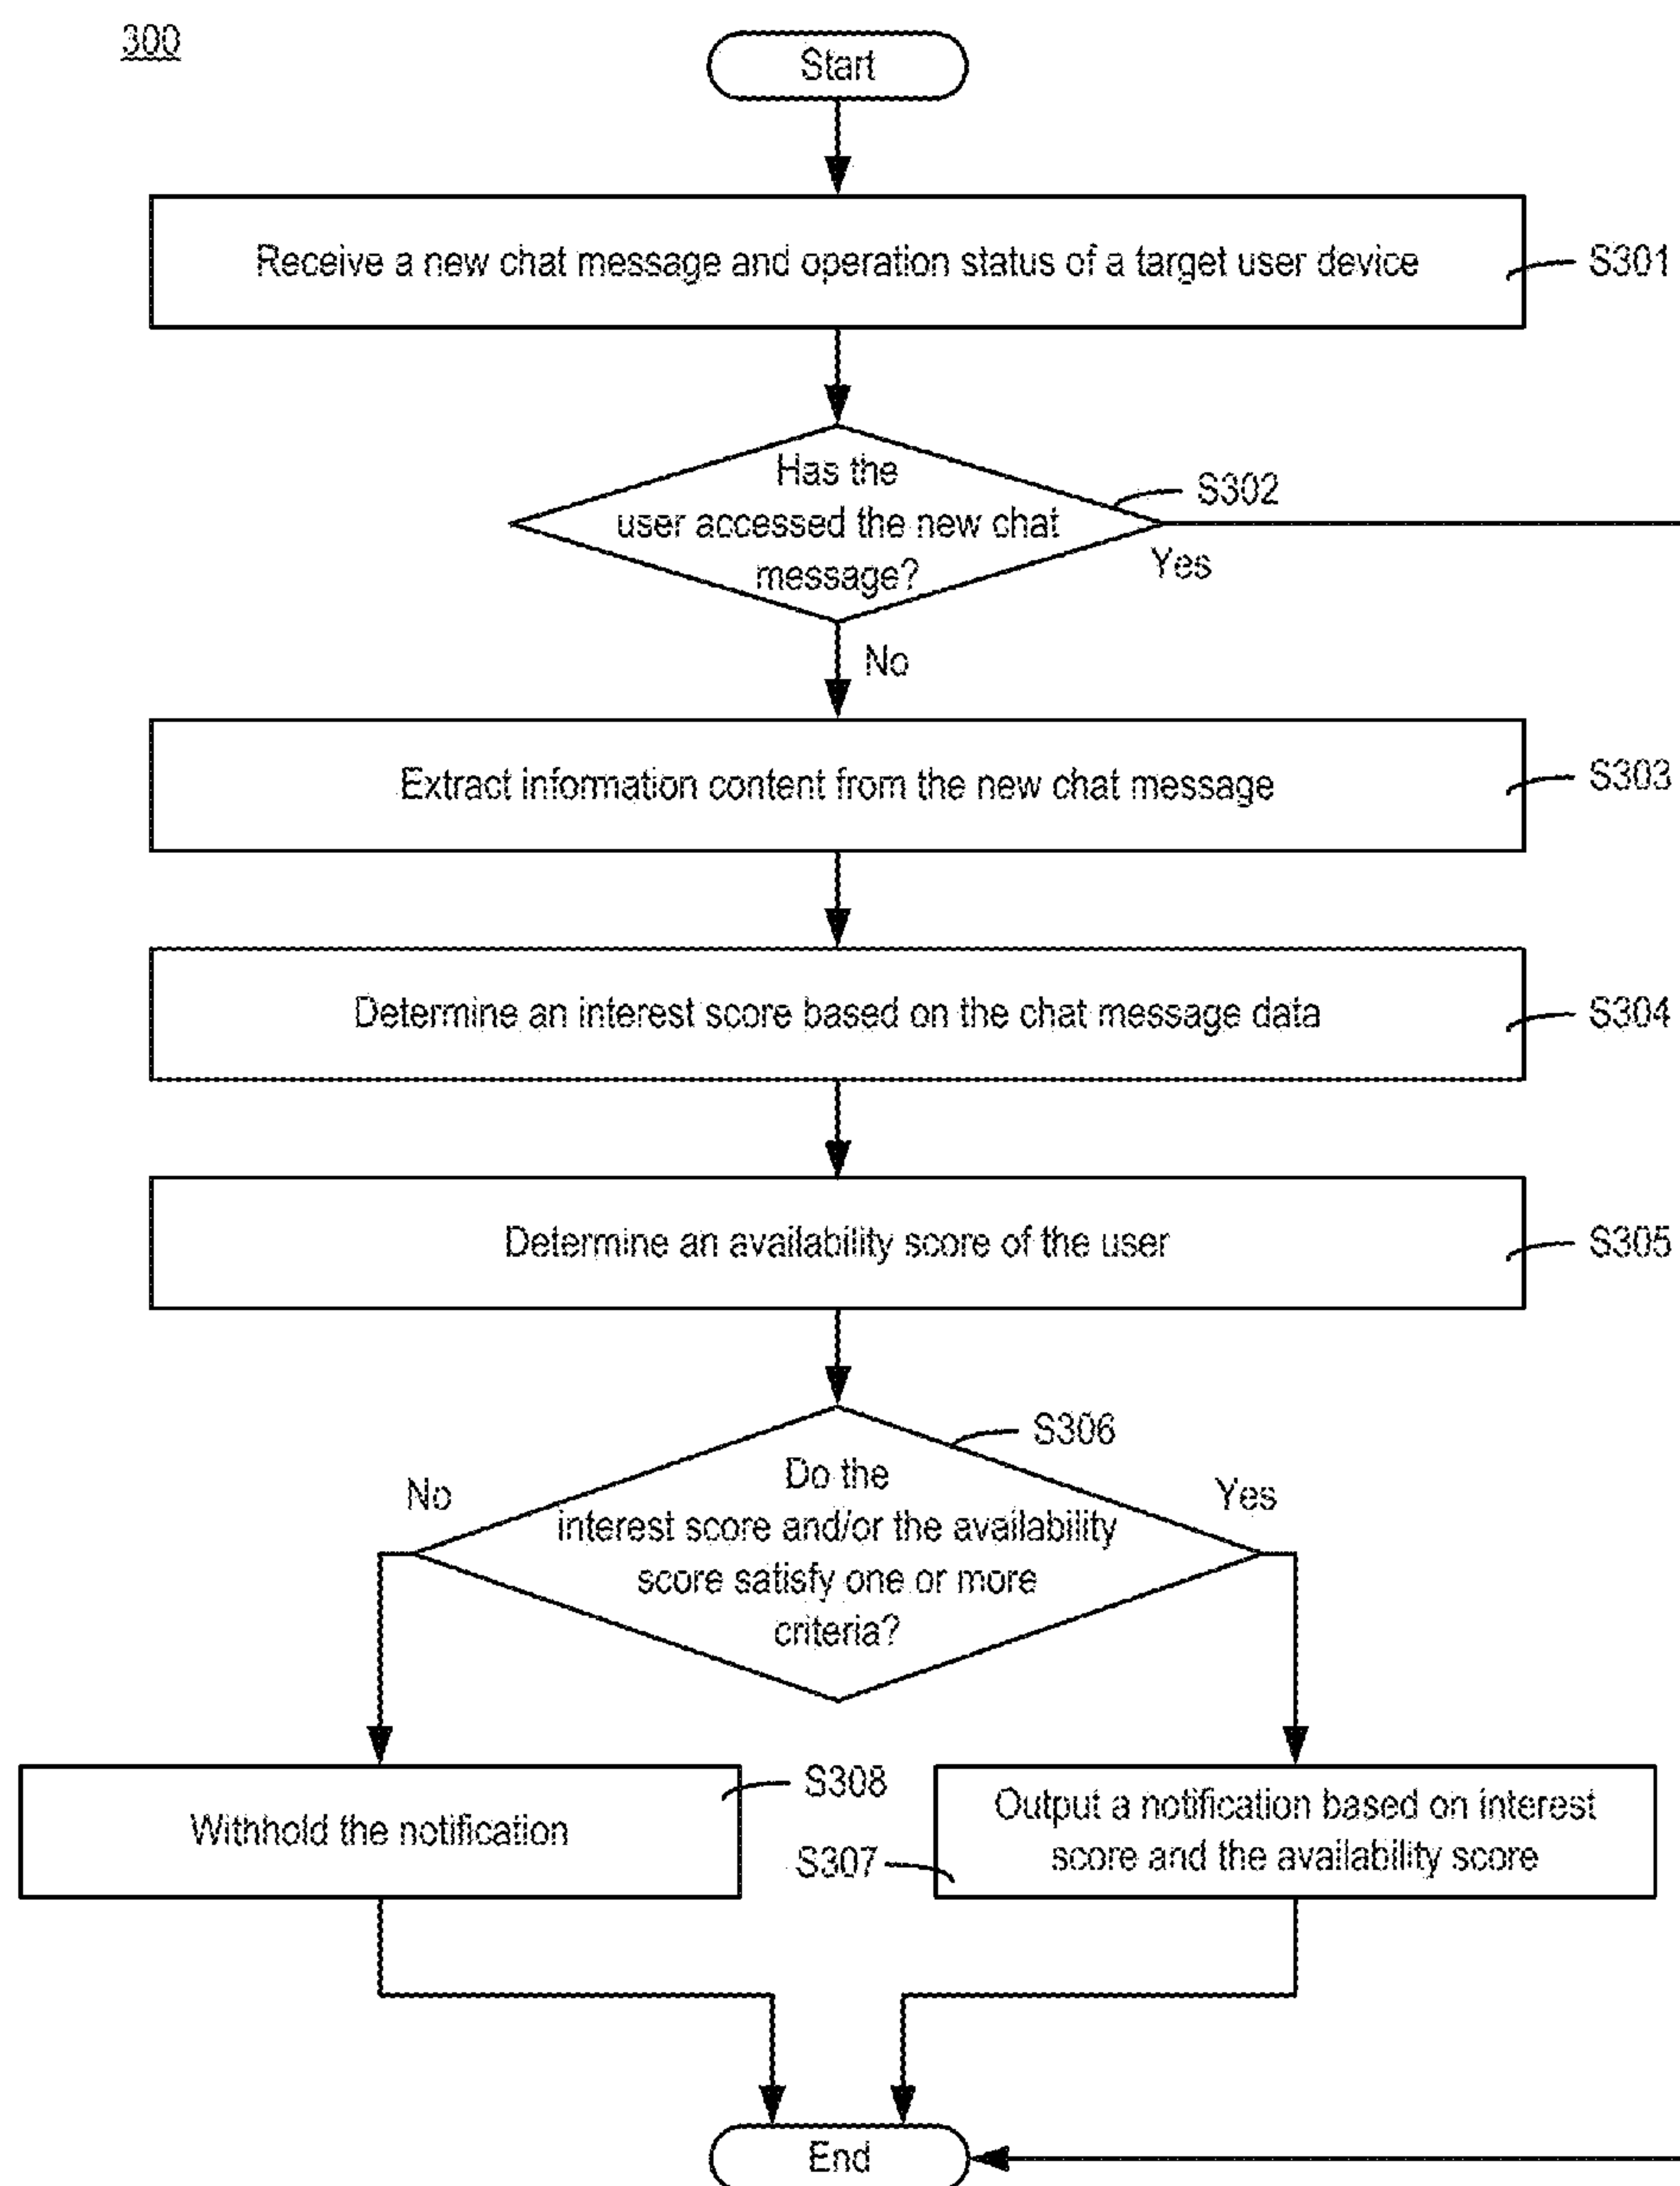 300
Start
Receive a new chat message and operation status of a target user device
S301
Has the
user accessed the new chat
message?
S302
Yes
No
Extract information content from the new chat message
S303
Determine an interest score based on the chat message data
S304
Determine an availability score of the user
S305
S306
No
Yes
Do the
interest score and/or the availability
score satisfy one or more
criteria?
Withhold the notification
S308
Output a notification based on interest
score and the availability score
S307
End